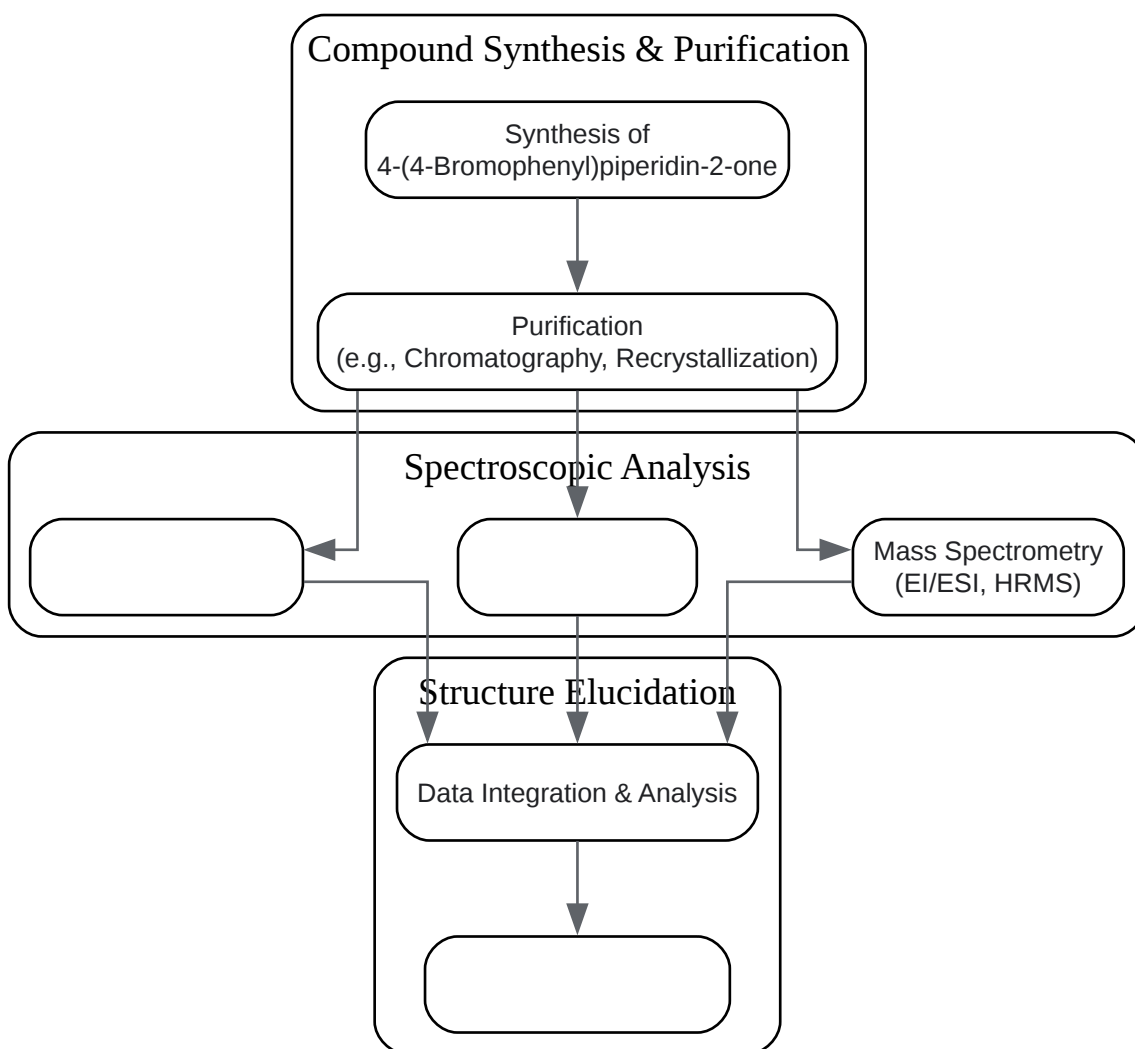 Compound Synthesis & Purification
Synthesis of
4-(4-Bromophenyl)piperidin-2-one
Purification
(e.g., Chromatography, Recrystallization)
Spectroscopic Analysis
Mass Spectrometry
(EI/ESI, HRMS)
Structure Elucidation
Data Integration & Analysis